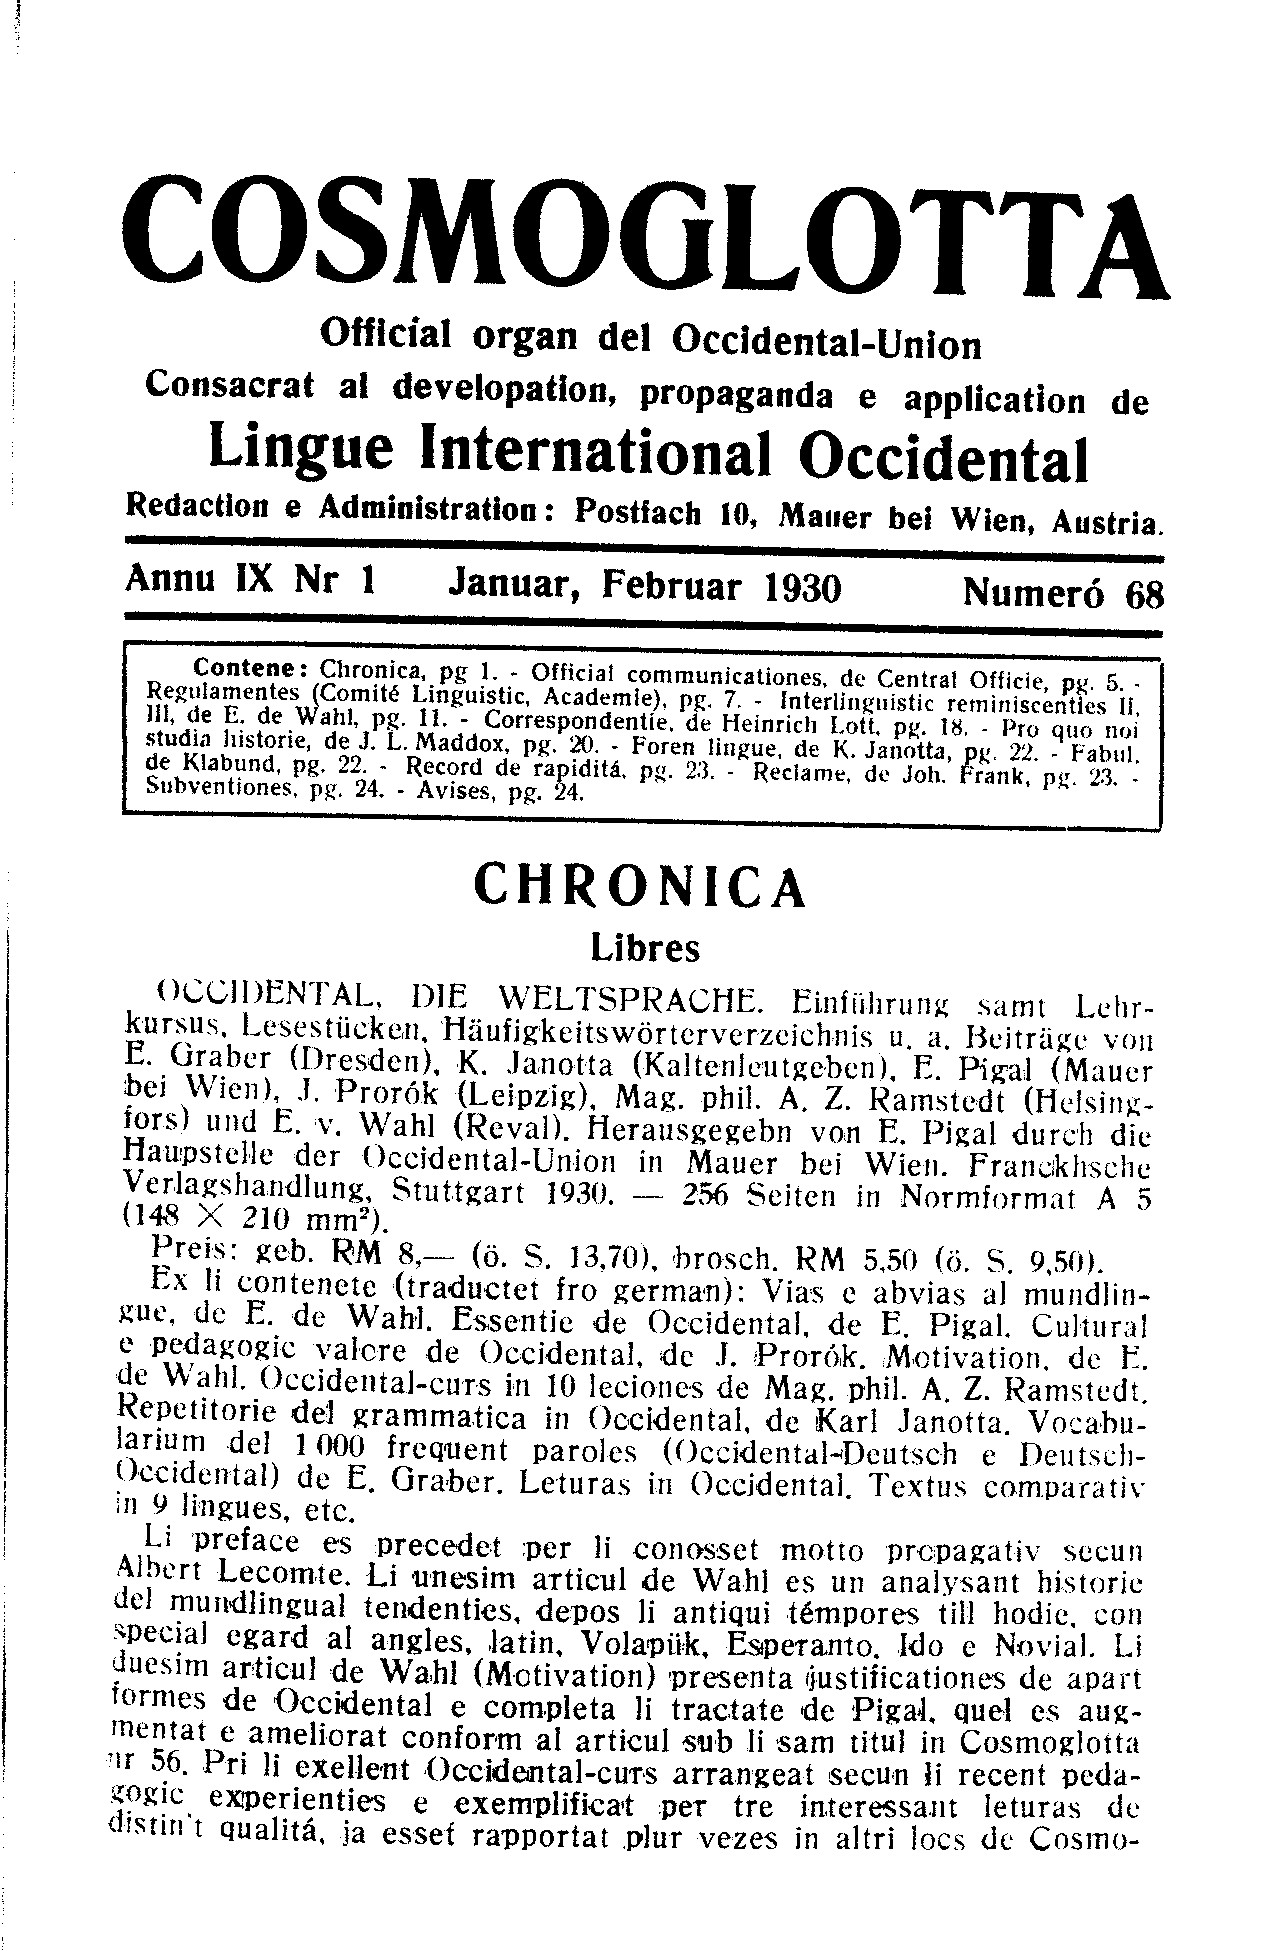 COSMOGLOTTA
Official organ del Occidental-Union
Consacrat al developation, propaganda e application de
Lingue International Occidental
Redaction e Administration: Postfach 10, Mauer bei Wien, Austria.
Annu IX Nr 1 Januar, Februar 1930 Numeró 68
Contene: Chronica, pg 1. - Official communicationes, de Central Officie, pg. 5. -
Regulamentes (Comité Linguistic, Academie), pg. 7. - Interlinguistic reminiscenties II,
III, de E. de Wahl, pg. 11. - Correspondentie, de Heinrich Lott, pg. 18. - Pro quo noi
studia historie, de J. L. Maddox, pg. 20. - Foren lingue, de K. Janotta, pg. 22. - Fabul,
de Klabund, pg. 22. - Record de rapiditá, pg. 23. - Reclame, de Joh. Frank, pg. 23. -
Subventiones, pg. 24. - Avises, pg. 24.
CHRONICA
Libres
OCCIDENTAL, DIE WELTSPRACHE. Einführung samt Lehr-
kursus, Lesestücken, Häufigkeitswörterverzeichnis u. a. Beiträge von
E. Graber (Dresden), K. Janotta (Kaltenleutgeben), E. Pigal (Mauer
bei Wien), J. Prorók (Leipzig), Mag. phil. A. Z. Ramstedt (Helsing-
fors) und E. v. Wahl (Reval). Herausgegebn von E. Pigal durch die
Haupstelle der Occidental-Union in Mauer bei Wien. Franckhsche
Verlagshandlung, Stuttgart 1930. — 256 Seiten in Normformat A 5
(148 X 210 mm²).
Preis: geb. RM 8,— (ö. S. 13,70), brosch. RM 5,50 (ö. S. 9,50).
Ex li contenete (traductet fro german): Vias e abvias al mundlin-
gue, de E. de Wahl. Essentie de Occidental, de E. Pigal. Cultural
e pedagogic valore de Occidental, de J. Prorók. Motivation, de E.
de Wahl. Occidental-curs in 10 leciones de Mag. phil. A. Z. Ramstedt.
Repetitorie del grammatica in Occidental, de Karl Janotta. Vocabu-
larium del 1000 frequent paroles (Occidental-Deutsch e Deutsch-
Occidental) de E. Graber. Leturas in Occidental. Textus comparativ
in 9 lingues, etc.
Li preface es precedet per li conosset motto propagativ secun
Albert Lecomte. Li unesim articul de Wahl es un analysant historie
del mundlingual tendenties, depos li antiqui témpores till hodie, con
special egard al angles, latin, Volapük, Esperanto, Ido e Novial. Li
duesim articul de Wahl (Motivation) presenta justificationes de apart
formes de Occidental e completa li tractate de Pigal, quel es aug-
mentat e ameliorat conform al articul sub li sam titul in Cosmoglotta
nr 56. Pri li exellent Occidental-curs arrangeat secun li recent peda-
gogic experienties e exemplificat per tre interessant leturas de
distin't qualitá, ja esset rapportat plur vezes in altri locs de Cosmo-